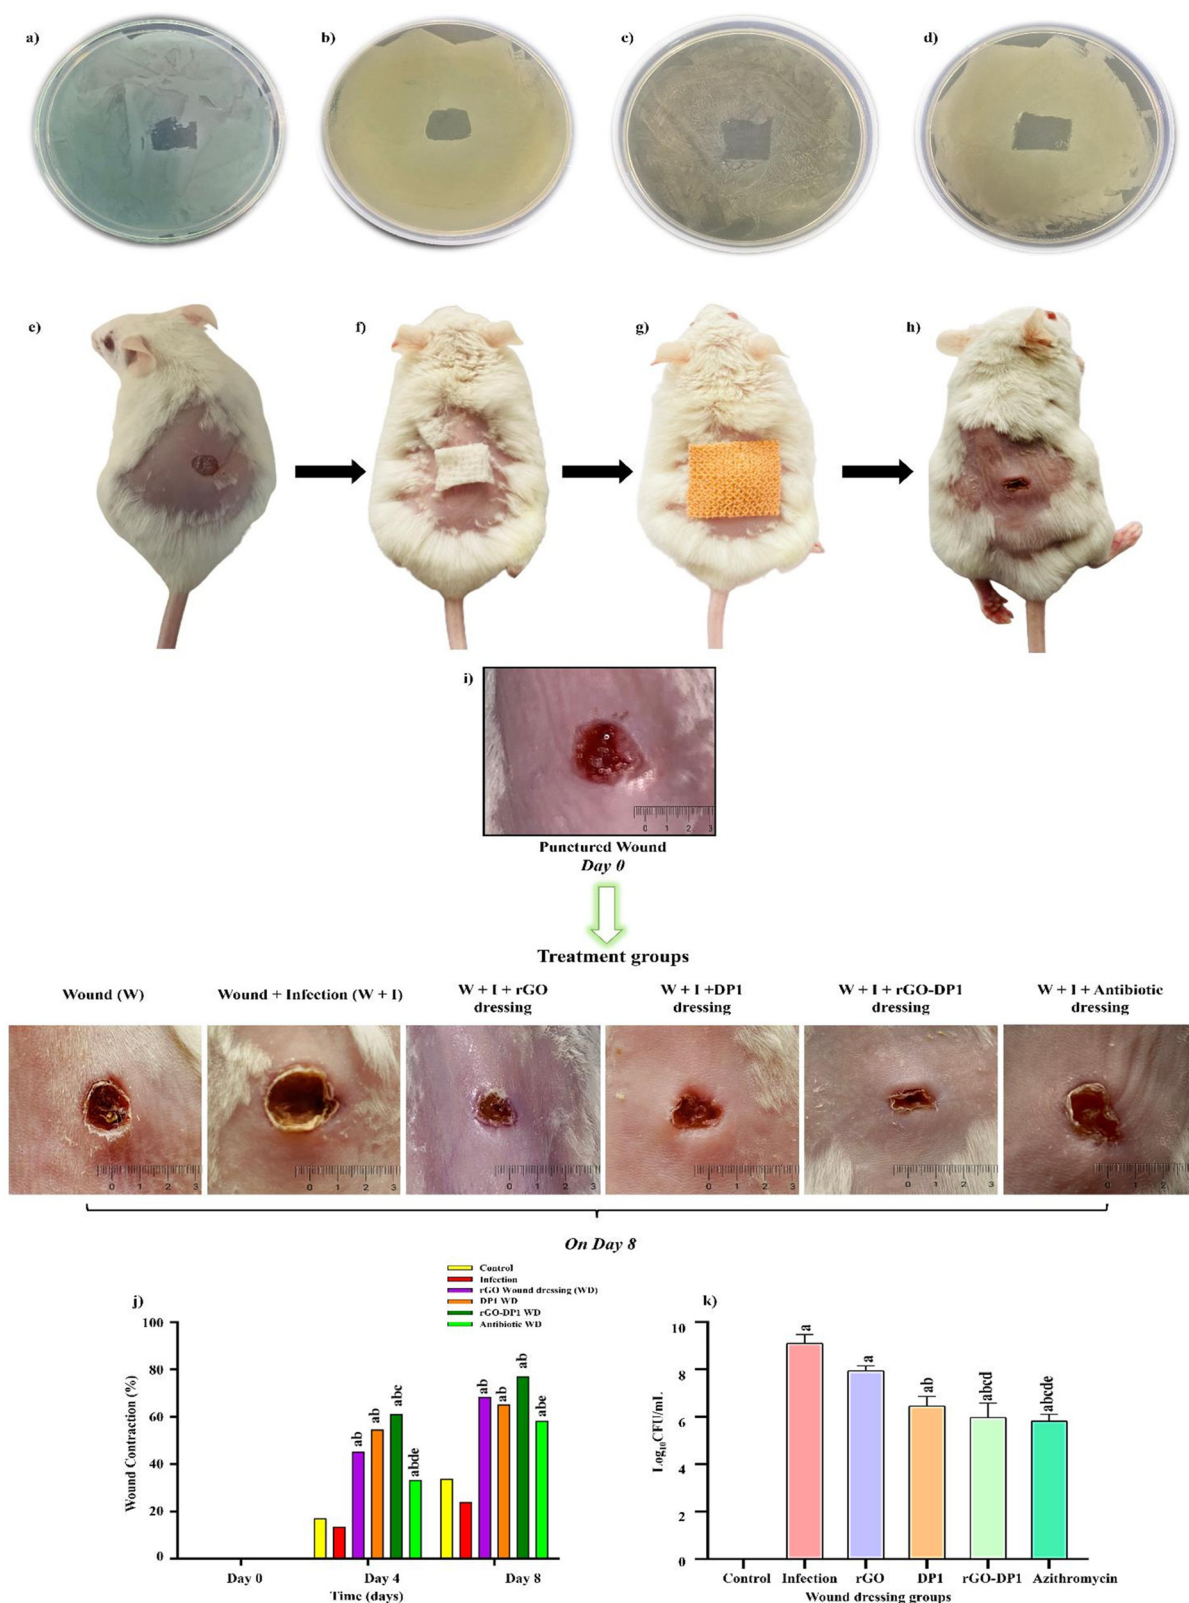 a)
b)
c)
d)
e)
f)
g)
h)
i)
0 1 2 3
Punctured Wound
Day 0
Treatment groups
Wound (W)
Wound + Infection (W + I)
W + I + rGO
dressing
W + I +DP1
dressing
W + I + rGO-DP1
dressing
W + I + Antibiotic
dressing
0 1 2 3
0 1 2 3
0 1 2 3
0 1 2 3
0 1 2 3
0 1 2
On Day 8
j)
Control
Infection
rGO Wound dressing (WD)
DP1 WD
rGO-DP1 WD
Antibiotic WD
Wound Contraction (%)
100
80
60
40
20
0
ab
ab
abc
abde
ab
ab
ab
abe
Day 0
Day 4
Day 8
Time (days)
k)
Log₁₀CFU/mL
10
8
6
4
2
0
a
a
ab
abcd
abcde
Control
Infection
rGO
DP1
rGO-DP1
Azithromycin
Wound dressing groups